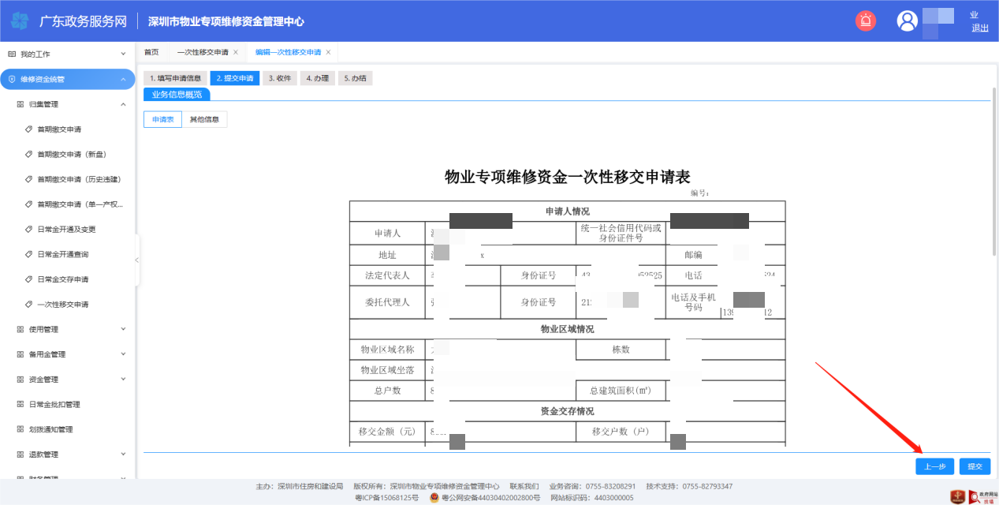 广东政务服务网 深圳市物业专项维修资金管理中心 业
退出
我的工作 首页 一次性移交申请 × 编辑一次性移交申请 ×
维修资金统管 1. 填写申请信息 2. 提交申请 3. 收件 4. 办理 5. 办结
业务信息概览
归集管理
申请表 其他信息
首期缴交申请
首期缴交申请（新盘）
首期缴交申请（历史违建）
首期缴交申请（单一产权...
日常金开通及变更
日常金开通查询
日常金交存申请
一次性移交申请
使用管理
备用金管理
资金管理
日常金批扣管理
划拨通知管理
退款管理
财务管理
物业专项维修资金一次性移交申请表
编号：
申请人情况
申请人 统一社会信用代码或身份证件号
地址 x 邮编
法定代表人 身份证号 电话
委托代理人 身份证号 21 电话及手机号码 139 12
物业区域情况
物业区域名称 栋数
物业区域坐落
总户数 8 总建筑面积(㎡)
资金交存情况
移交金额（元） 8 移交户数（户）
上一步 提交
主办：深圳市住房和建设局 版权所有：深圳市物业专项维修资金管理中心 联系我们 业务咨询：0755-83208291 技术支持：0755-82793347
粤ICP备15068125号 粤公网安备44030402002800号 网站标识码：4403000005
政府网站
找错